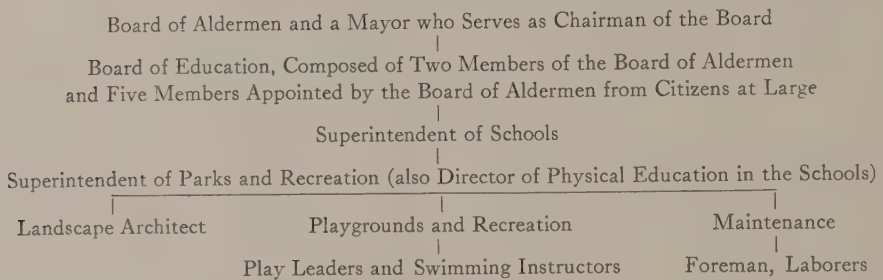 Board of Aldermen and a Mayor who Serves as Chairman of the Board
Board of Education, Composed of Two Members of the Board of Aldermen
and Five Members Appointed by the Board of Aldermen from Citizens at Large
Superintendent of Schools
Superintendent of Parks and Recreation (also Director of Physical Education in the Schools)
Landscape Architect Playgrounds and Recreation Maintenance
Play Leaders and Swimming Instructors Foreman, Laborers